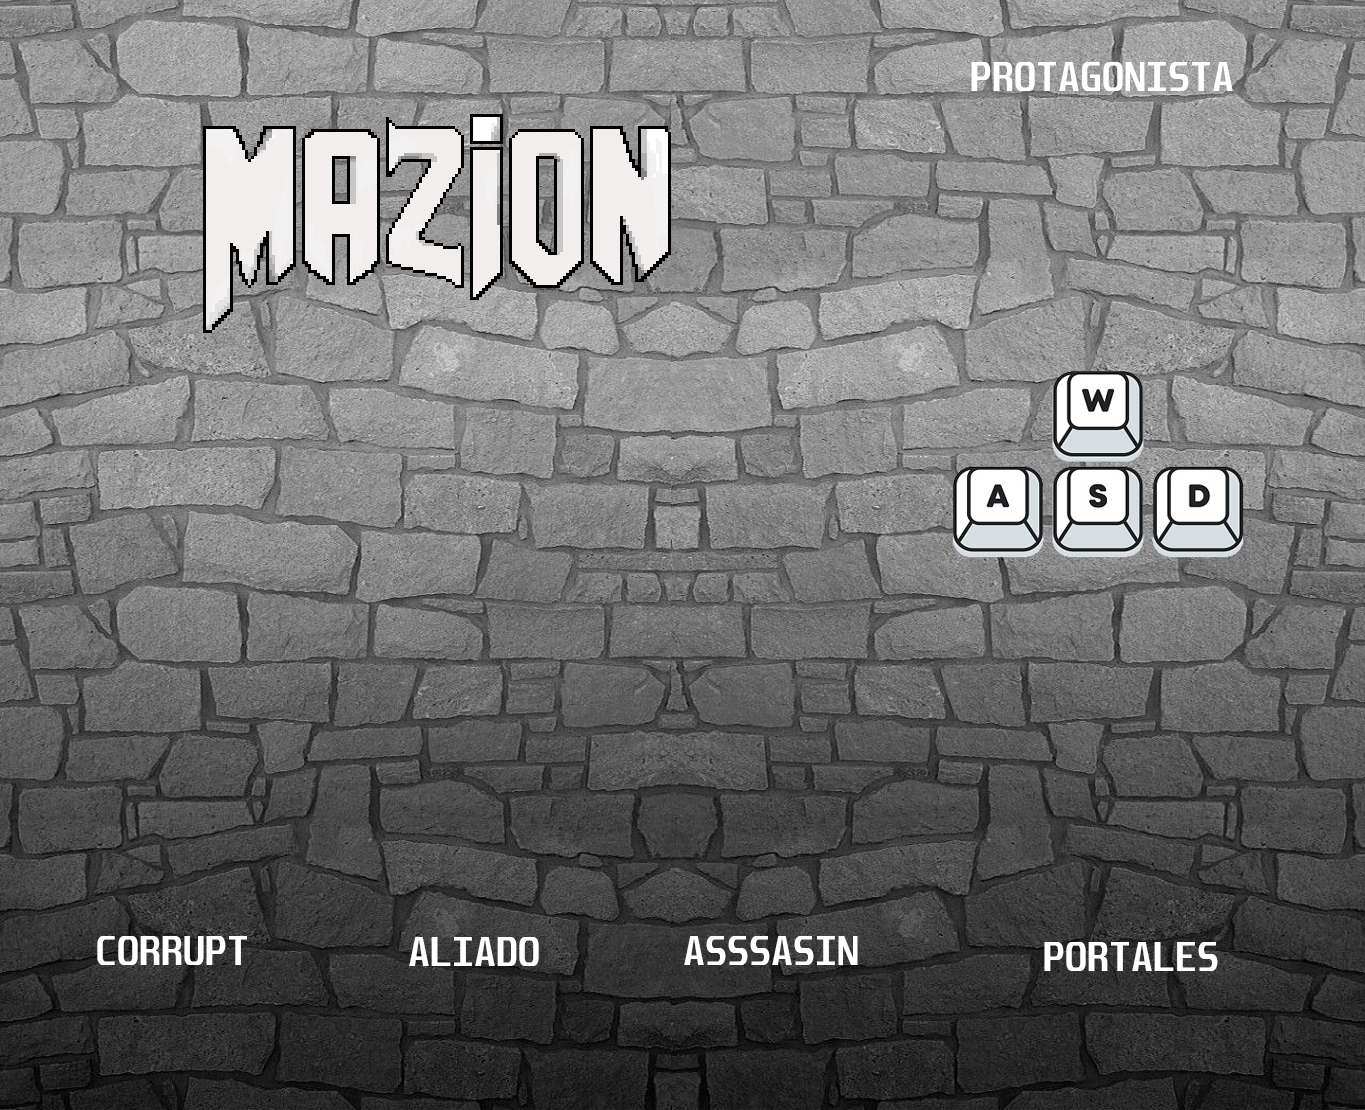 PROTAGONISTA
MAZiON
W
A S D
CORRUPT ALIADO ASSSASIN PORTALES